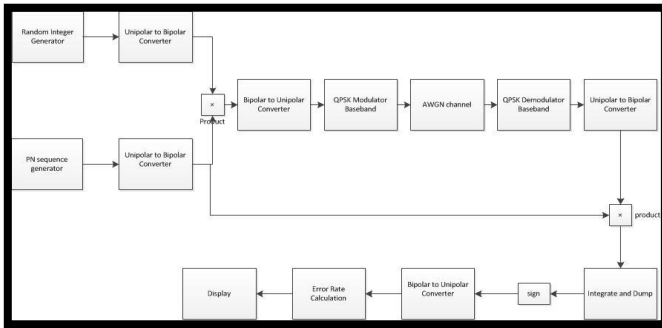 Random Integer
Generator
Unipolar to Bipolar
Converter
×
Product
Bipolar to Unipolar
Converter
QPSK Modulator
Baseband
AWGN channel
QPSK Demodulator
Baseband
Unipolar to Bipolar
Converter
PN sequence
generator
Unipolar to Bipolar
Converter
×
product
Display
Error Rate
Calculation
Bipolar to Unipolar
Converter
sign
Integrate and Dump